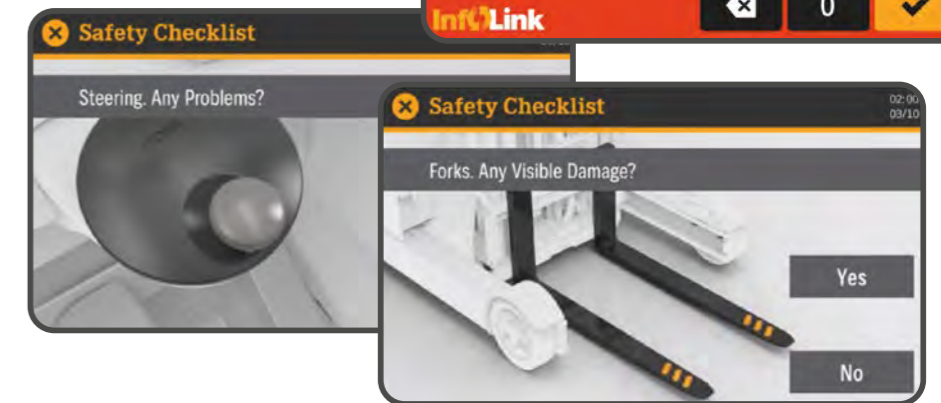 InfoLink
0
Safety Checklist
Steering. Any Problems?
Safety Checklist
02:00
03/10
Forks. Any Visible Damage?
Yes
No